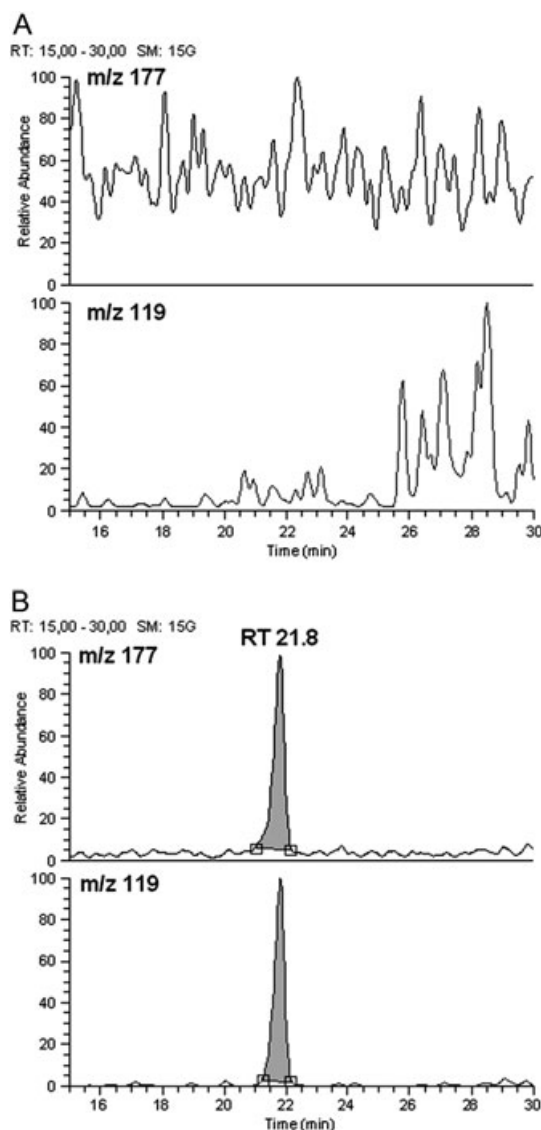 A
RT: 15,00 - 30,00 SM: 15G
m/z 177
100
80
60
40
20
0
Relative Abundance
m/z 119
100
80
60
40
20
0
16 18 20 22 24 26 28 30
Time (min)
B
RT: 15,00 - 30,00 SM: 15G
RT 21.8
m/z 177
100
80
60
40
20
0
Relative Abundance
m/z 119
100
80
60
40
20
0
16 18 20 22 24 26 28 30
Time (min)